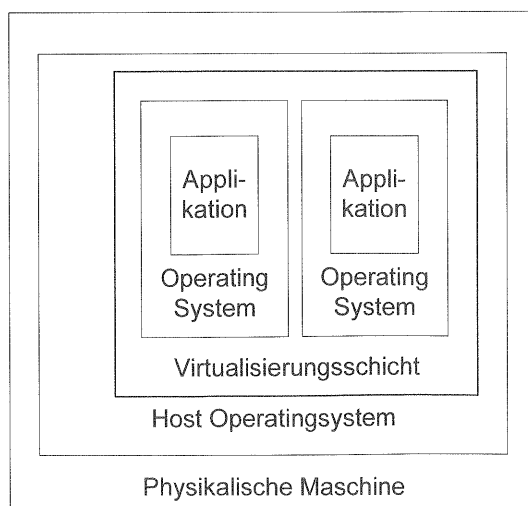 Appli-
kation
Operating
System
Appli-
kation
Operating
System
Virtualisierungsschicht
Host Operatingsystem
Physikalische Maschine